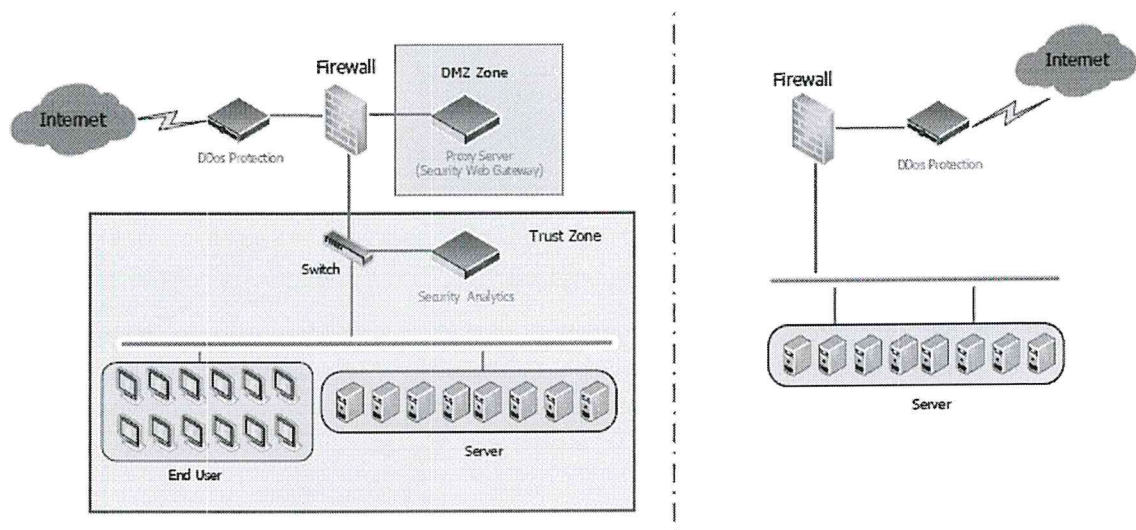 Internet
DDos Protection
Firewall
DMZ Zone
Proxy Server
(Security Web Gateway)
Trust Zone
Switch
Security Analytics
End User
Server
Firewall
Internet
DDos Protection
Server